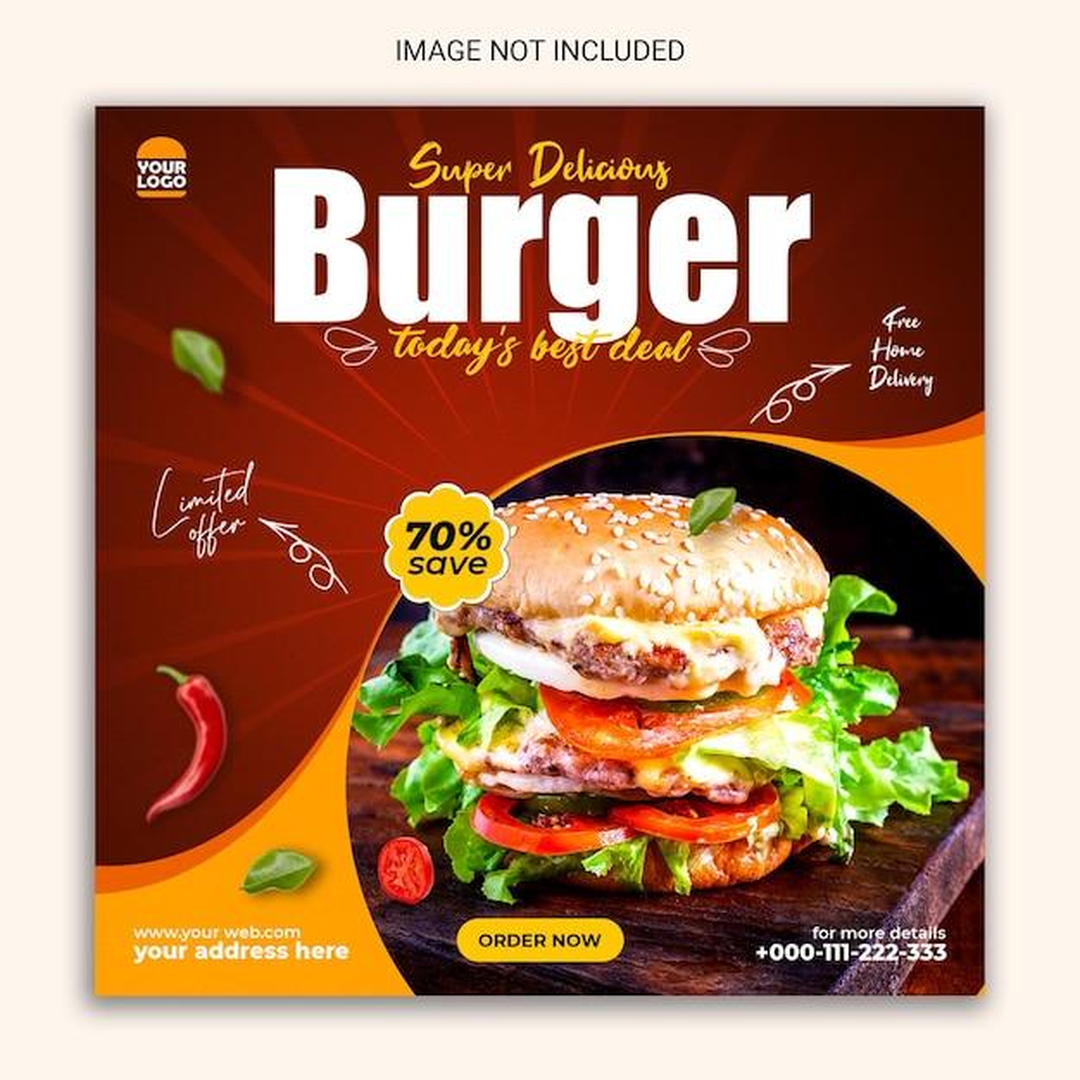 IMAGE NOT INCLUDED
YOUR
LOGO
Super Delicious
Burger
today's best deal
Free
Home
Delivery
Limited
offer
70%
save
ORDER NOW
www.your web.com
your address here
for more details
+000-111-222-333